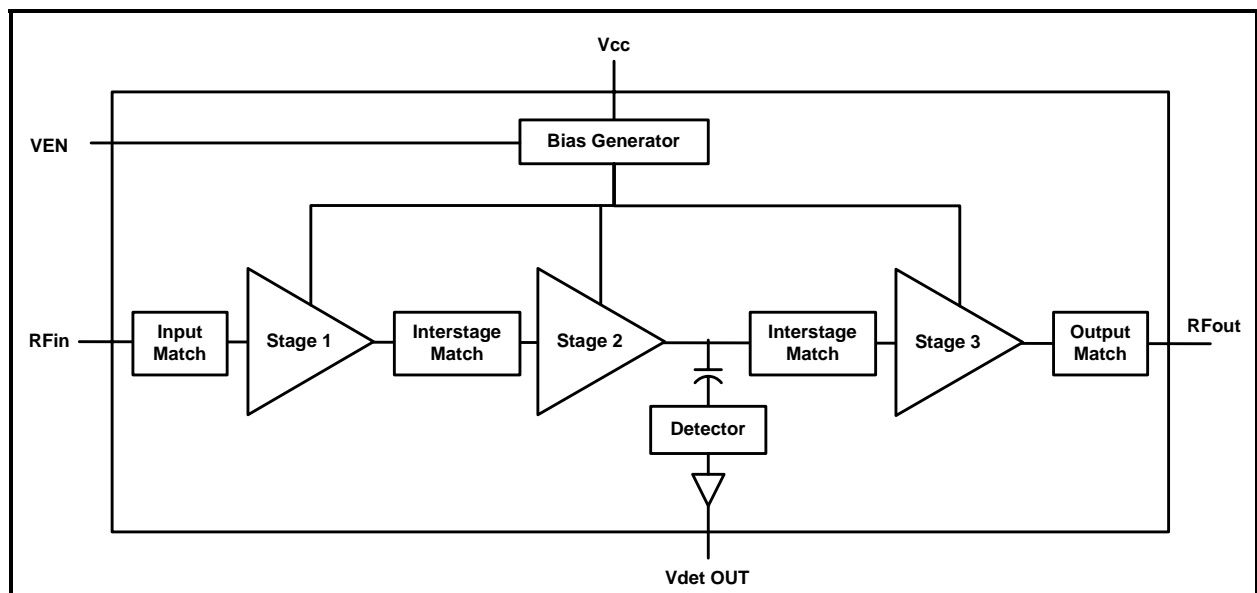 Vcc
VEN
Bias Generator
RFin
Input
Match
Stage 1
Interstage
Match
Stage 2
Interstage
Match
Stage 3
Output
Match
RFout
Detector
Vdet OUT